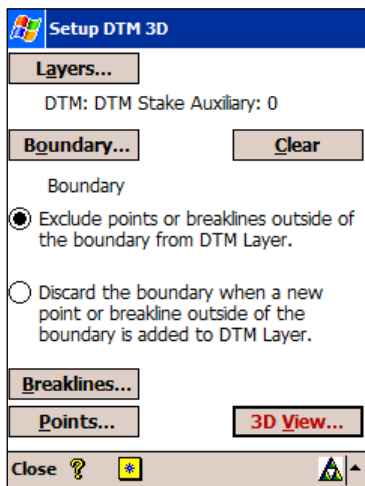 Setup DTM 3D
Layers...
DTM: DTM Stake Auxiliary: 0
Boundary... Clear
Boundary
Exclude points or breaklines outside of
the boundary from DTM Layer.
Discard the boundary when a new
point or breakline outside of the
boundary is added to DTM Layer.
Breaklines...
Points... 3D View...
Close ?